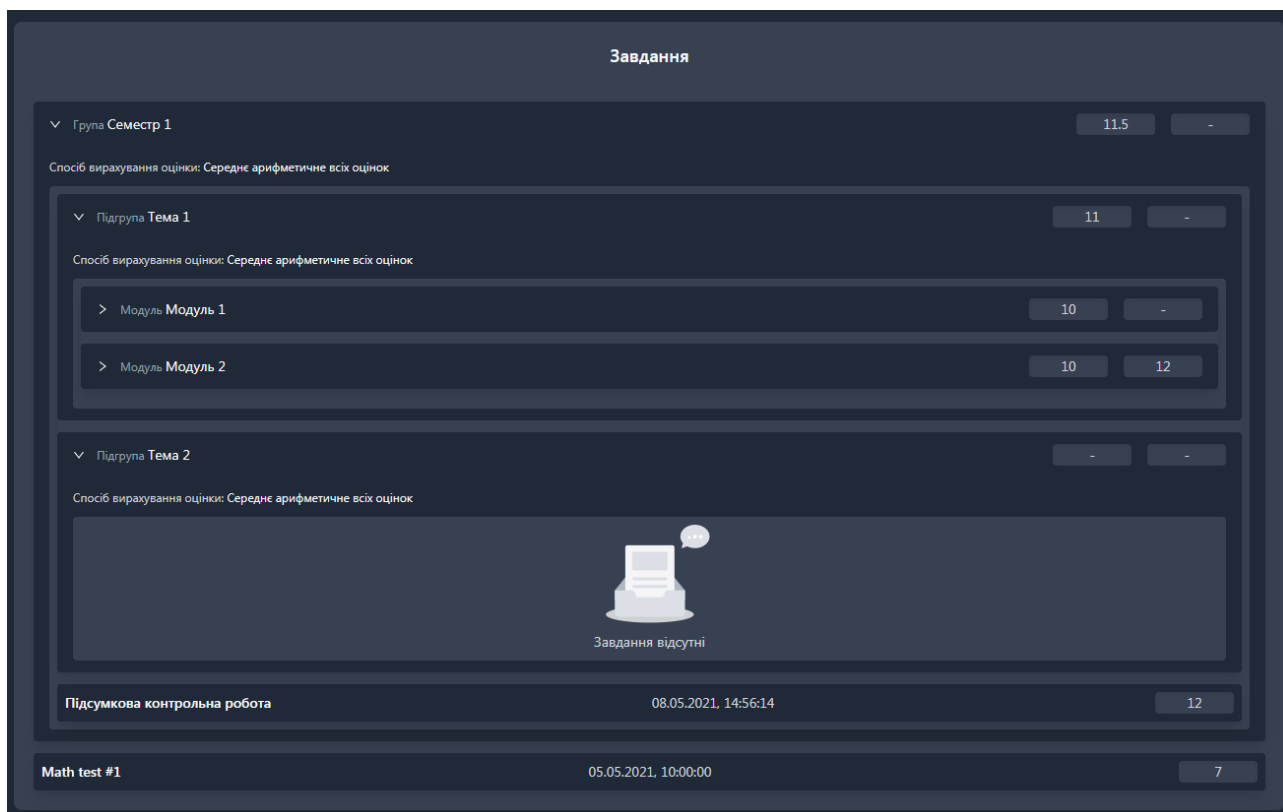 Завдання
Група Семестр 1 11.5 -
Спосіб вирахування оцінки: Середнє арифметичне всіх оцінок
Підгрупа Тема 1 11 -
Спосіб вирахування оцінки: Середнє арифметичне всіх оцінок
Модуль Модуль 1 10 -
Модуль Модуль 2 10 12
Підгрупа Тема 2 - -
Спосіб вирахування оцінки: Середнє арифметичне всіх оцінок
Завдання відсутні
Підсумкова контрольна робота 08.05.2021, 14:56:14 12
Math test #1 05.05.2021, 10:00:00 7